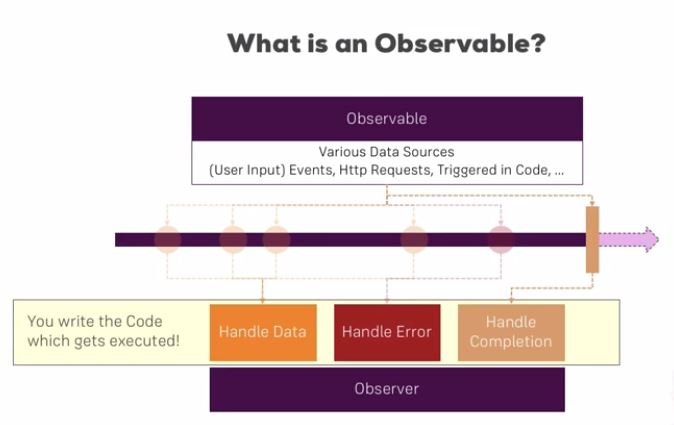 What is an Observable?
Observable
Various Data Sources
(User Input) Events, Http Requests, Triggered in Code, ...
You write the Code
which gets executed!
Handle Data
Handle Error
Handle
Completion
Observer